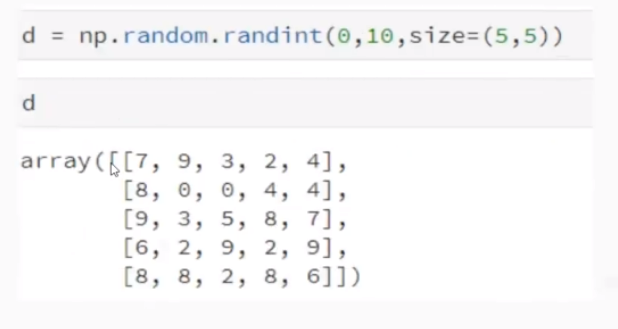 d = np.random.randint(0,10,size=(5,5))
d
array([[7, 9, 3, 2, 4],
[8, 0, 0, 4, 4],
[9, 3, 5, 8, 7],
[6, 2, 9, 2, 9],
[8, 8, 2, 8, 6]])